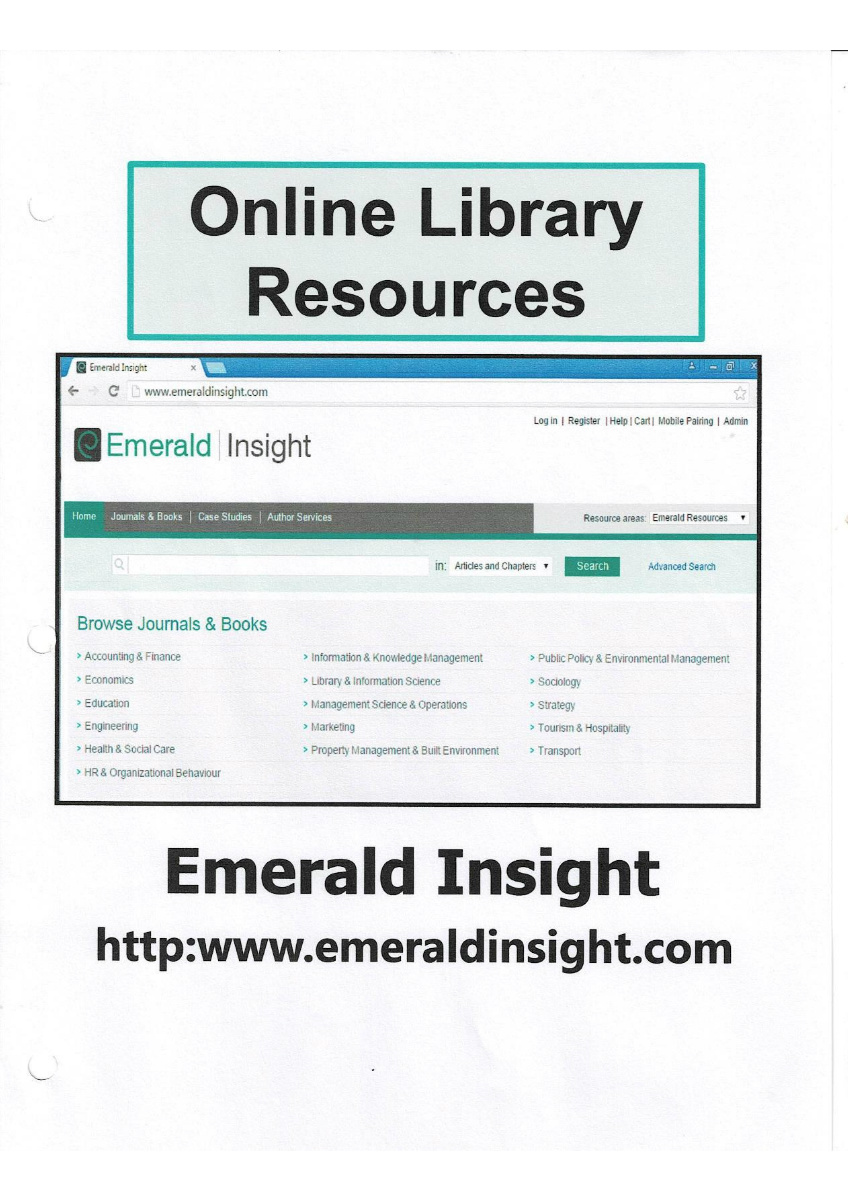 Online Library
Resources
Emerald Insight x
www.emeraldinsight.com
Log in | Register | Help | Cart | Mobile Pairing | Admin
Emerald | Insight
Home Journals & Books | Case Studies | Author Services Resource areas: Emerald Resources
in: Articles and Chapters Search Advanced Search
Browse Journals & Books
> Accounting & Finance
> Economics
> Education
> Engineering
> Health & Social Care
> HR & Organizational Behaviour
> Information & Knowledge Management
> Library & Information Science
> Management Science & Operations
> Marketing
> Property Management & Built Environment
> Public Policy & Environmental Management
> Sociology
> Strategy
> Tourism & Hospitality
> Transport
Emerald Insight
http:www.emeraldinsight.com